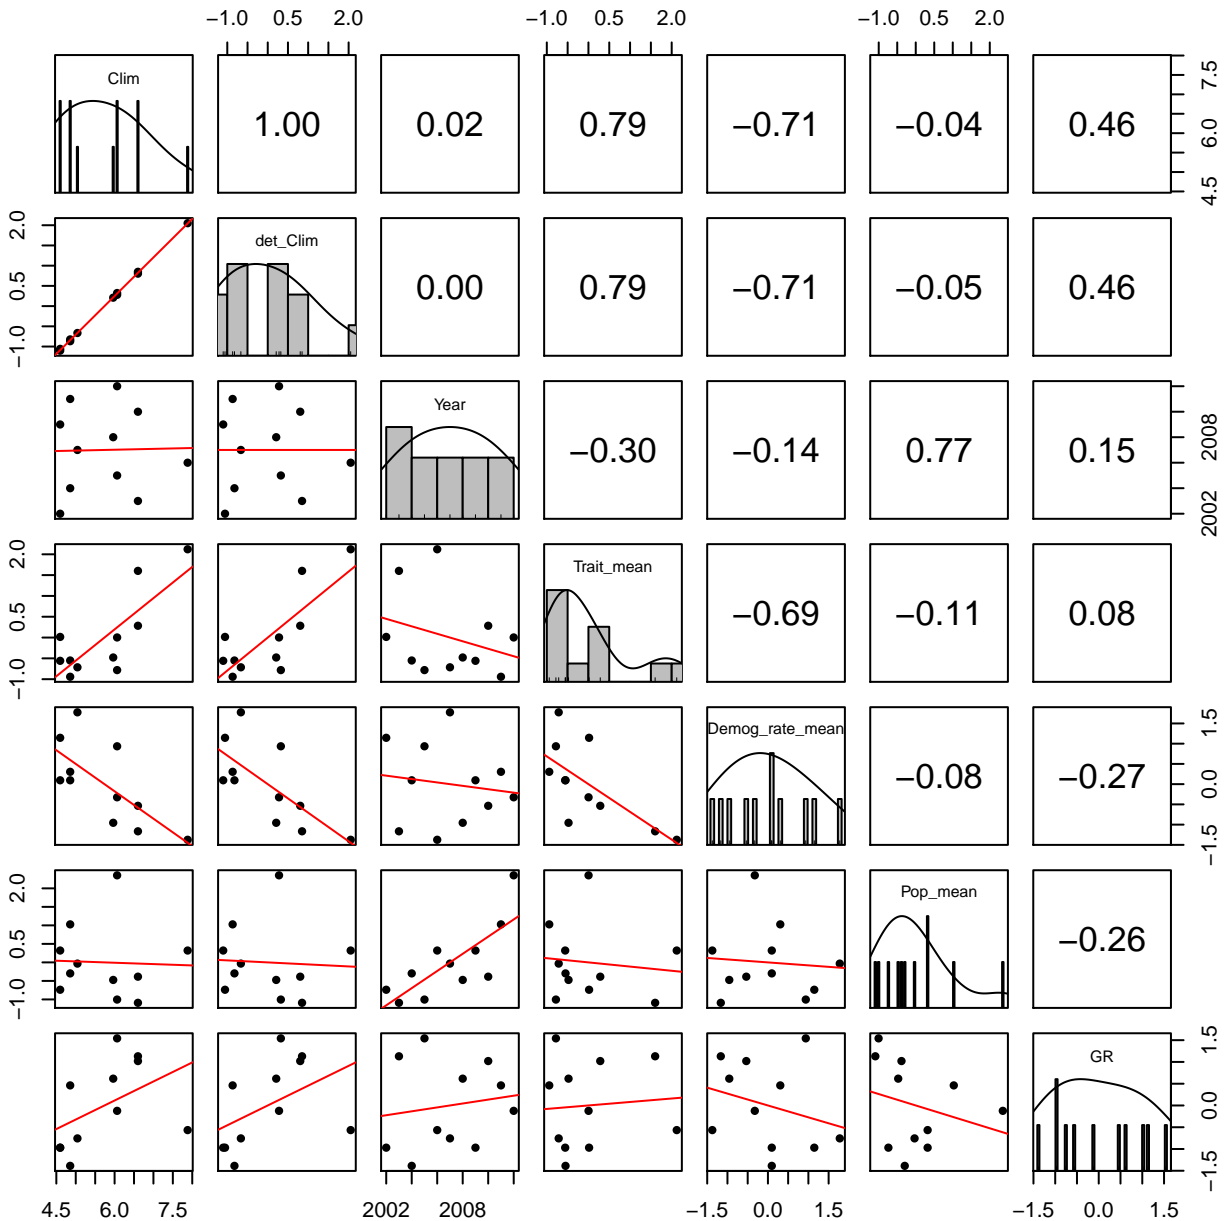 −1.0 0.5 2.0 −1.0 0.5 2.0 −1.0 0.5 2.0
Clim 1.00 0.02 0.79 −0.71 −0.04 0.46 4.5 6.0 7.5
−1.0 0.5 2.0 det_Clim 0.00 0.79 −0.71 −0.05 0.46
Year −0.30 −0.14 0.77 0.15 2002 2008
−1.0 0.5 2.0 Trait_mean −0.69 −0.11 0.08
Demog_rate_mean −0.08 −0.27 −1.5 0.0 1.5
−1.0 0.5 2.0 Pop_mean −0.26
GR −1.5 0.0 1.5
4.5 6.0 7.5 2002 2008 −1.5 0.0 1.5 −1.5 0.0 1.5